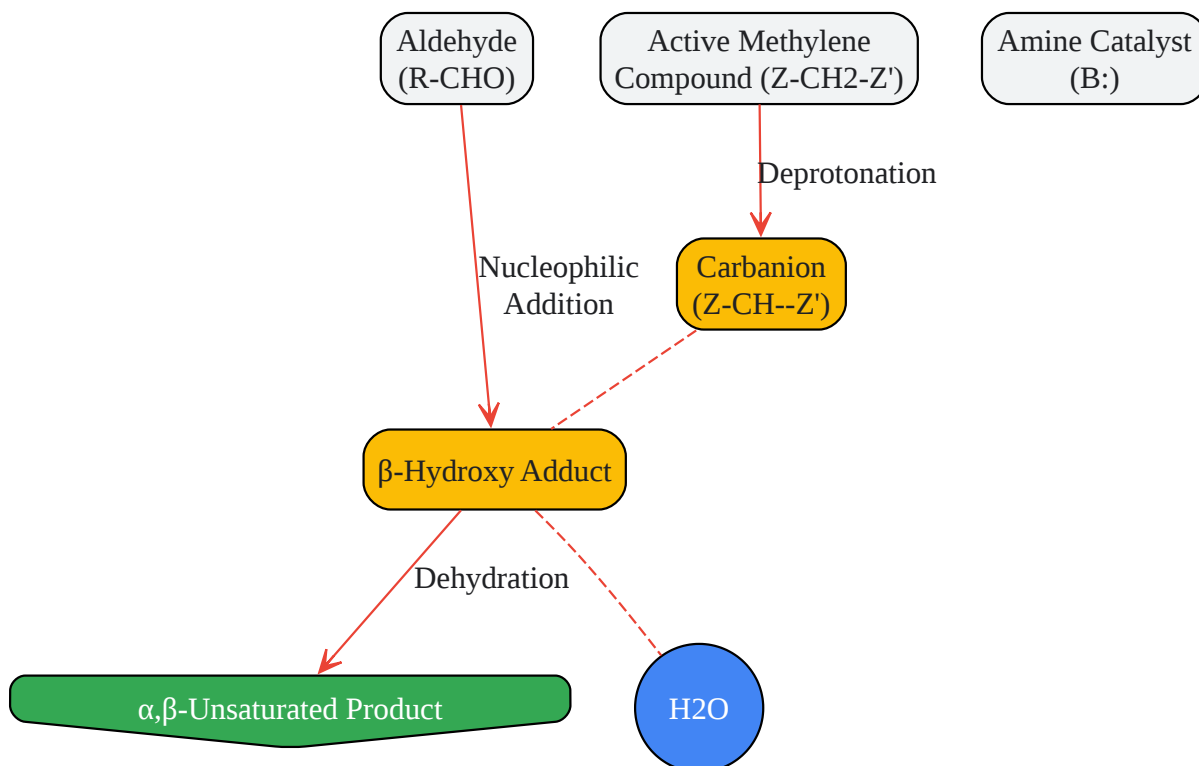 Aldehyde
(R-CHO)
Active Methylene
Compound (Z-CH2-Z')
Amine Catalyst
(B:)
Deprotonation
Nucleophilic
Addition
Carbanion
(Z-CH--Z')
β-Hydroxy Adduct
Dehydration
α,β-Unsaturated Product
H2O